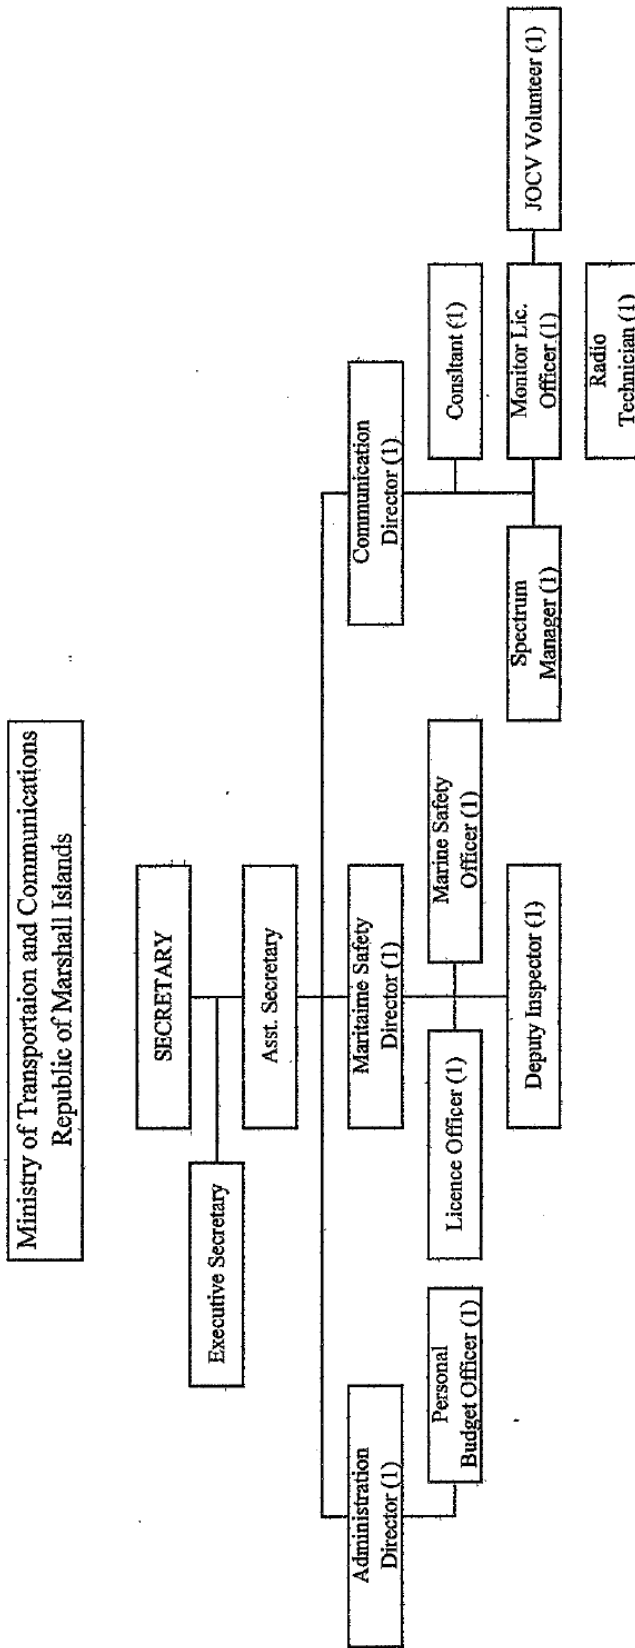 Ministry of Transportaion and Communications
Republic of Marshall Islands
SECRETARY
Executive Secretary
Asst. Secretary
Administration
Director (1)
Maritaime Safety
Director (1)
Communication
Director (1)
Personal
Budget Officer (1)
Licence Officer (1)
Marine Safety
Officer (1)
Consltant (1)
Deputy Inspector (1)
Spectrum
Manager (1)
Monitor Lic.
Officer (1)
JOCV Volunteer (1)
Radio
Technician (1)